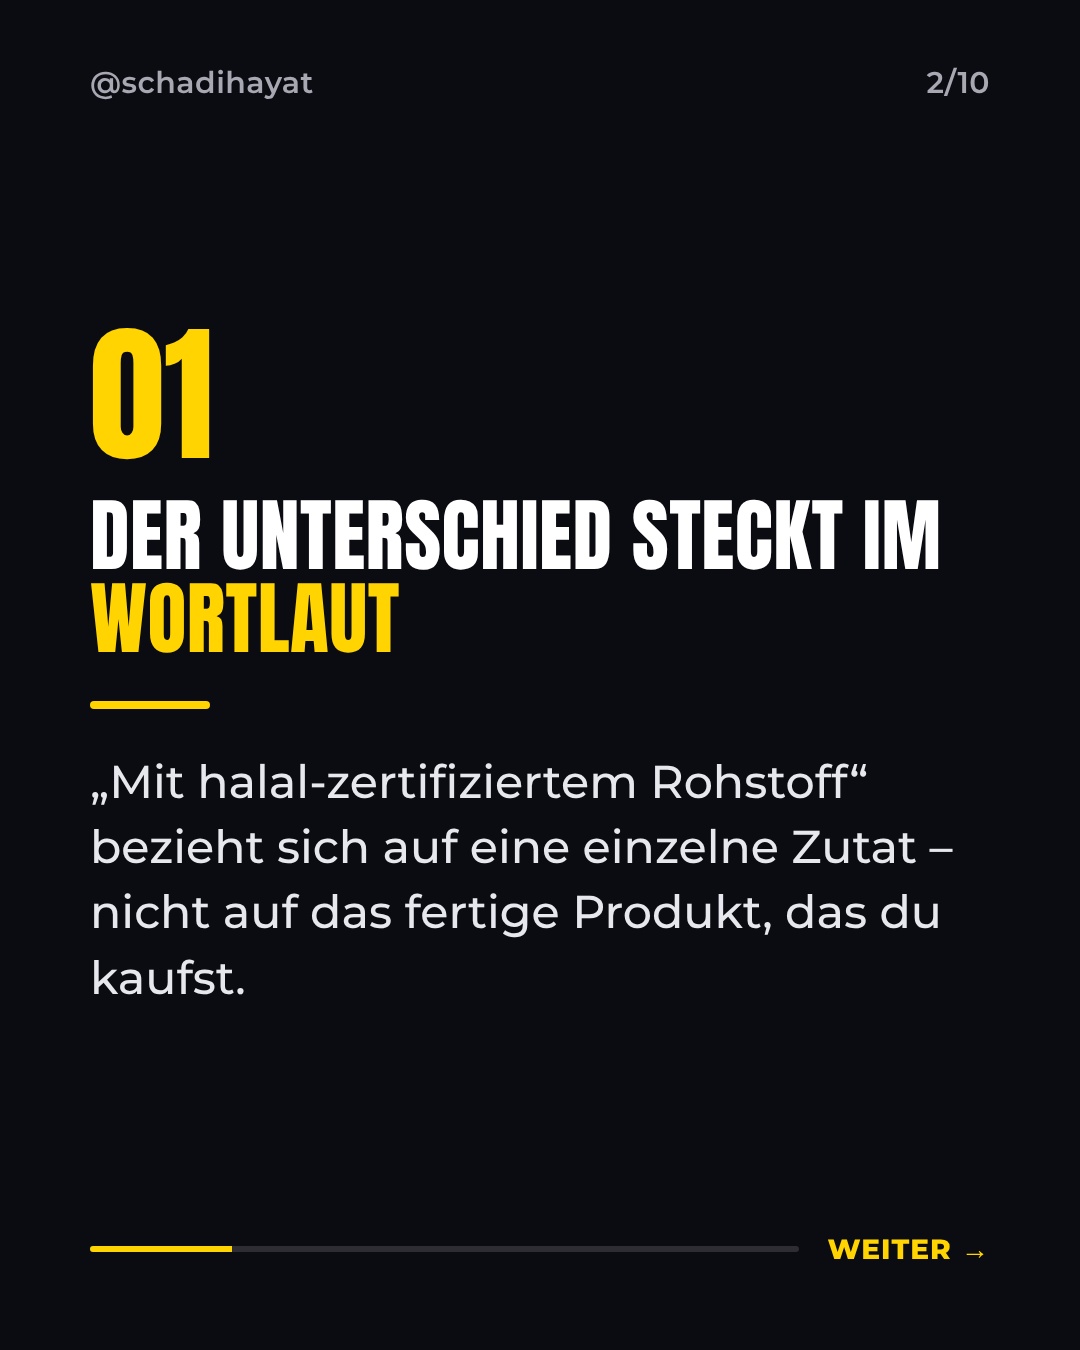 @schadihayat
2/10
01
DER UNTERSCHIED STECKT IM
WORTLAUT
„Mit halal-zertifiziertem Rohstoff“
bezieht sich auf eine einzelne Zutat –
nicht auf das fertige Produkt, das du
kaufst.
WEITER →